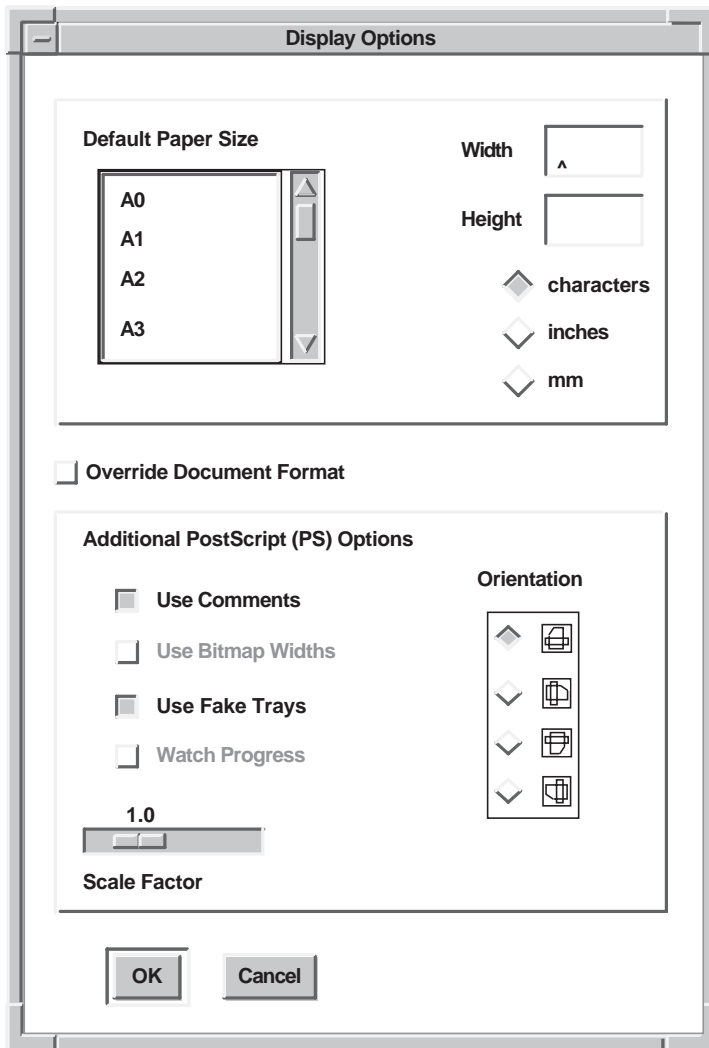 Display Options
Default Paper Size
A0
A1
A2
A3
Width
^
Height
characters
inches
mm
Override Document Format
Additional PostScript (PS) Options
Use Comments
Use Bitmap Widths
Use Fake Trays
Watch Progress
1.0
Scale Factor
Orientation
OK
Cancel